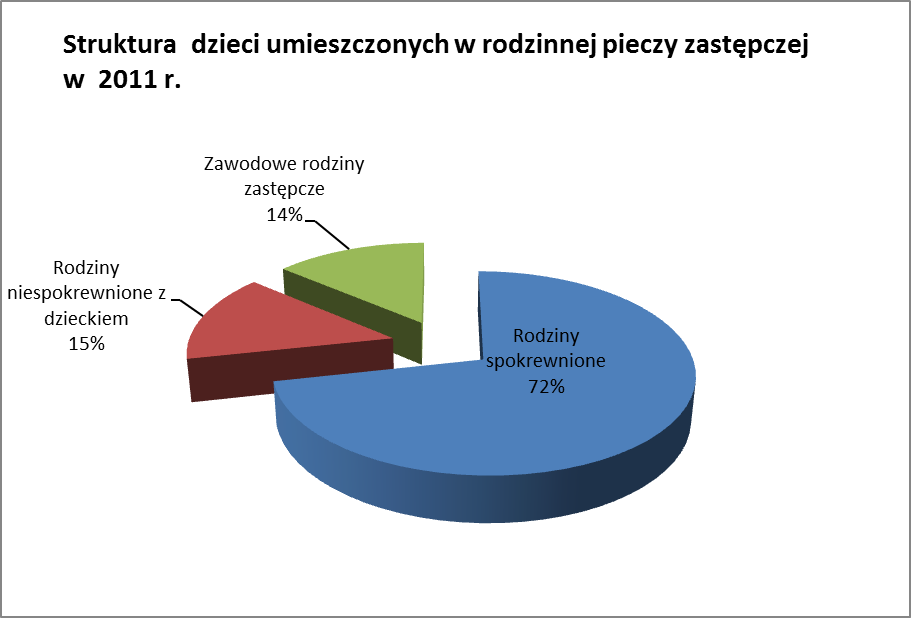 Struktura  dzieci umieszczonych w rodzinnej pieczy zastępczej
w  2011 r.
Zawodowe rodziny
zastępcze
14%
Rodziny
niespokrewnione z
dzieckiem
15%
Rodziny
spokrewnione
72%